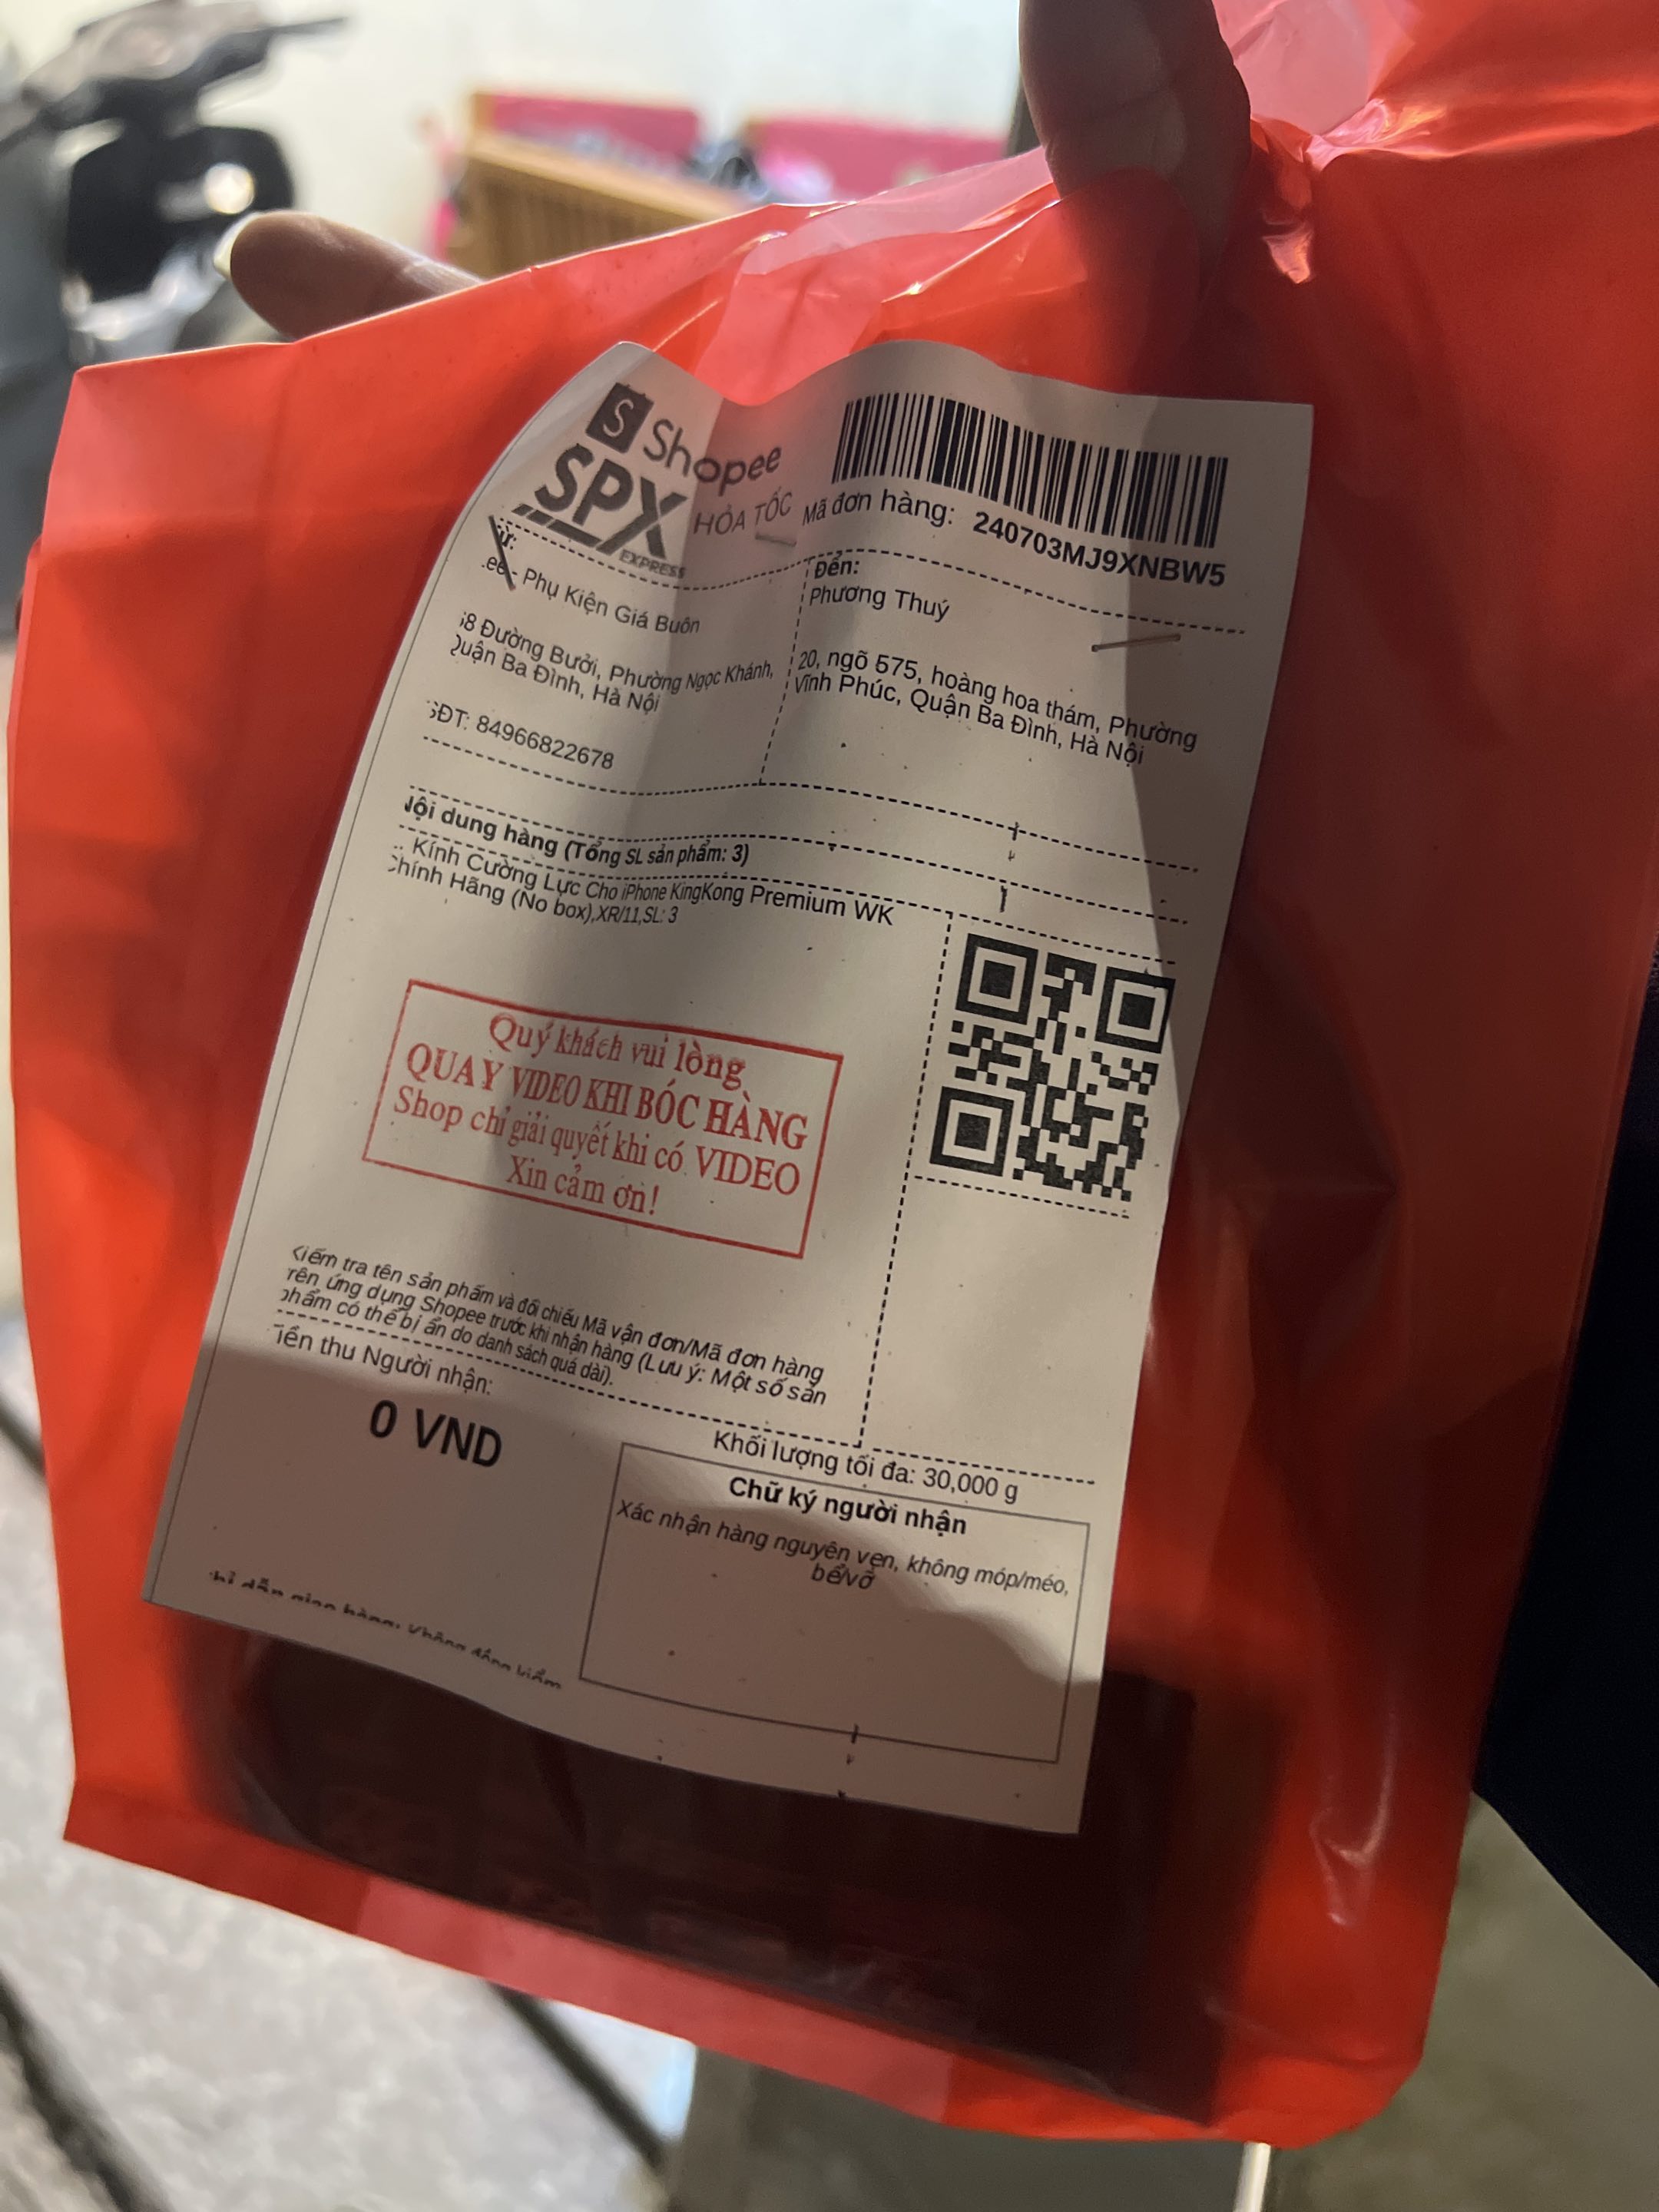 S Shopee
SPX
EXPRESS
HỎA TỐC
Mã đơn hàng: 240703MJ9XNBW5
Phụ Kiện Giá Buôn
Đường Bưởi, Phường Ngọc Khánh,
Quận Ba Đình, Hà Nội
SĐT: 84966822678
Đến:
Phương Thuý
20, ngõ 575, hoàng hoa thám, Phường
Vĩnh Phúc, Quận Ba Đình, Hà Nội
Nội dung hàng (Tổng SL sản phẩm: 3)
Kính Cường Lực Cho iPhone KingKong Premium WK
Chính Hãng (No box),XR/11,SL: 3
Quý khách vui lòng
QUAY VIDEO KHI BÓC HÀNG
Shop chỉ giải quyết khi có VIDEO
Xin cảm ơn!
Kiểm tra tên sản phẩm và đối chiếu Mã vận đơn/Mã đơn hàng
trên ứng dụng Shopee trước khi nhận hàng (Lưu ý: Một số sản
phẩm có thể bị ẩn do danh sách quá dài).
Tiền thu Người nhận:
0 VND
Khối lượng tối đa: 30,000 g
Chữ ký người nhận
Xác nhận hàng nguyên vẹn, không móp/méo,
bể/vỡ